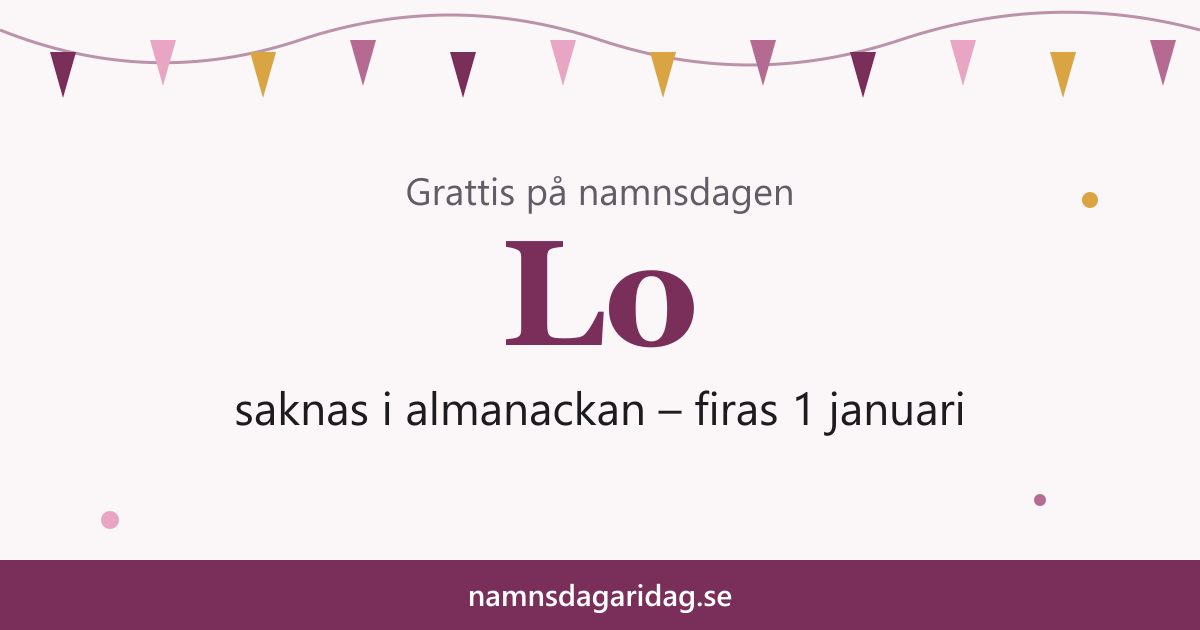 Grattis på namnsdagen
Lo
saknas i almanackan – firas 1 januari
namnsdagaridag.se